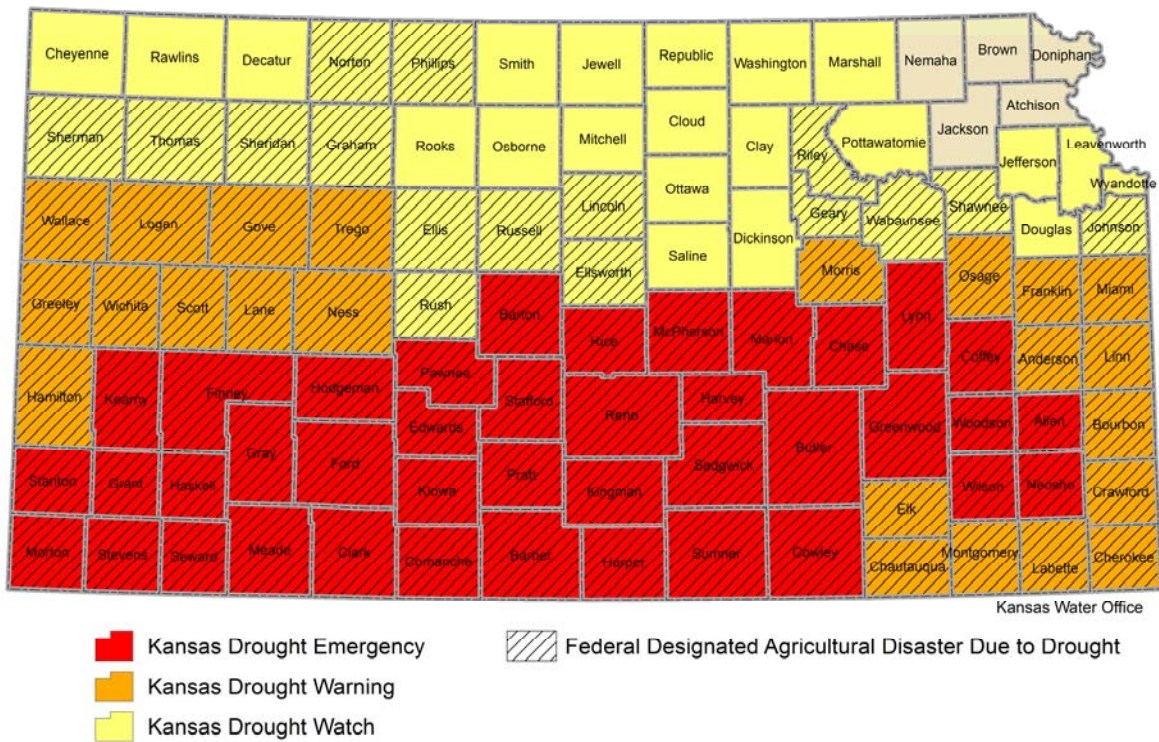 Cheyenne
Rawlins
Decatur
Norton
Phillips
Smith
Jewell
Republic
Washington
Marshall
Nemaha
Brown
Doniphan
Sherman
Thomas
Sheridan
Graham
Rooks
Osborne
Mitchell
Cloud
Clay
Riley
Pottawatomie
Jackson
Atchison
Jefferson
Leavenworth
Wyandotte
Wallace
Logan
Gove
Trego
Ellis
Russell
Lincoln
Ottawa
Saline
Dickinson
Geary
Wabaunsee
Shawnee
Douglas
Johnson
Greeley
Wichita
Scott
Lane
Ness
Rush
Barton
Ellsworth
Rice
McPherson
Marion
Morris
Chase
Lyon
Osage
Franklin
Miami
Hamilton
Kearny
Finney
Hodgeman
Pawnee
Edwards
Stafford
Reno
Harvey
Sedgwick
Butler
Greenwood
Coffey
Anderson
Linn
Woodson
Allen
Bourbon
Stanton
Grant
Haskell
Gray
Ford
Kiowa
Pratt
Kingman
Elk
Wilson
Neosho
Crawford
Morton
Stevens
Seward
Meade
Clark
Comanche
Barber
Harper
Sumner
Cowley
Chautauqua
Montgomery
Labette
Cherokee
Kansas Water Office
Kansas Drought Emergency
Federal Designated Agricultural Disaster Due to Drought
Kansas Drought Warning
Kansas Drought Watch